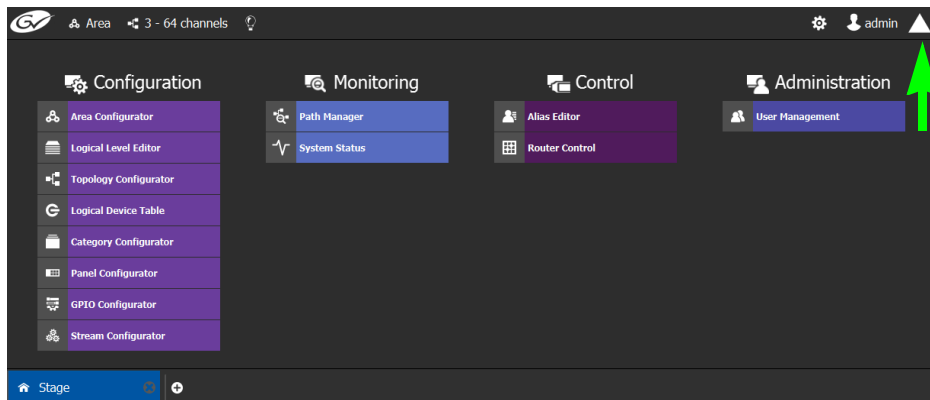 GV Area 3 - 64 channels admin
Configuration
Area Configurator
Logical Level Editor
Topology Configurator
Logical Device Table
Category Configurator
Panel Configurator
GPIO Configurator
Stream Configurator
Monitoring
Path Manager
System Status
Control
Alias Editor
Router Control
Administration
User Management
Stage